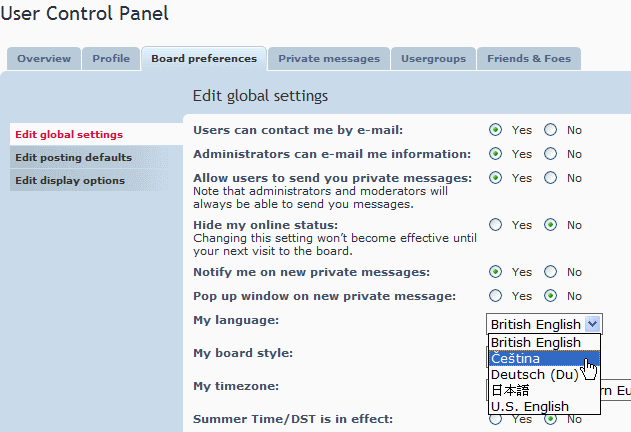 User Control Panel
Overview Profile Board preferences Private messages Usergroups Friends & Foes
Edit global settings
Edit global settings
Edit posting defaults
Edit display options
Users can contact me by e-mail: Yes No
Administrators can e-mail me information: Yes No
Allow users to send you private messages: Yes No
Note that administrators and moderators will
always be able to send you messages.
Hide my online status: Yes No
Changing this setting won't become effective until
your next visit to the board.
Notify me on new private messages: Yes No
Pop up window on new private message: Yes No
My language: British English
British English
Čeština
My board style:
Deutsch (Du)
My timezone:
日本語
U.S. English
Summer Time/DST is in effect: Yes No